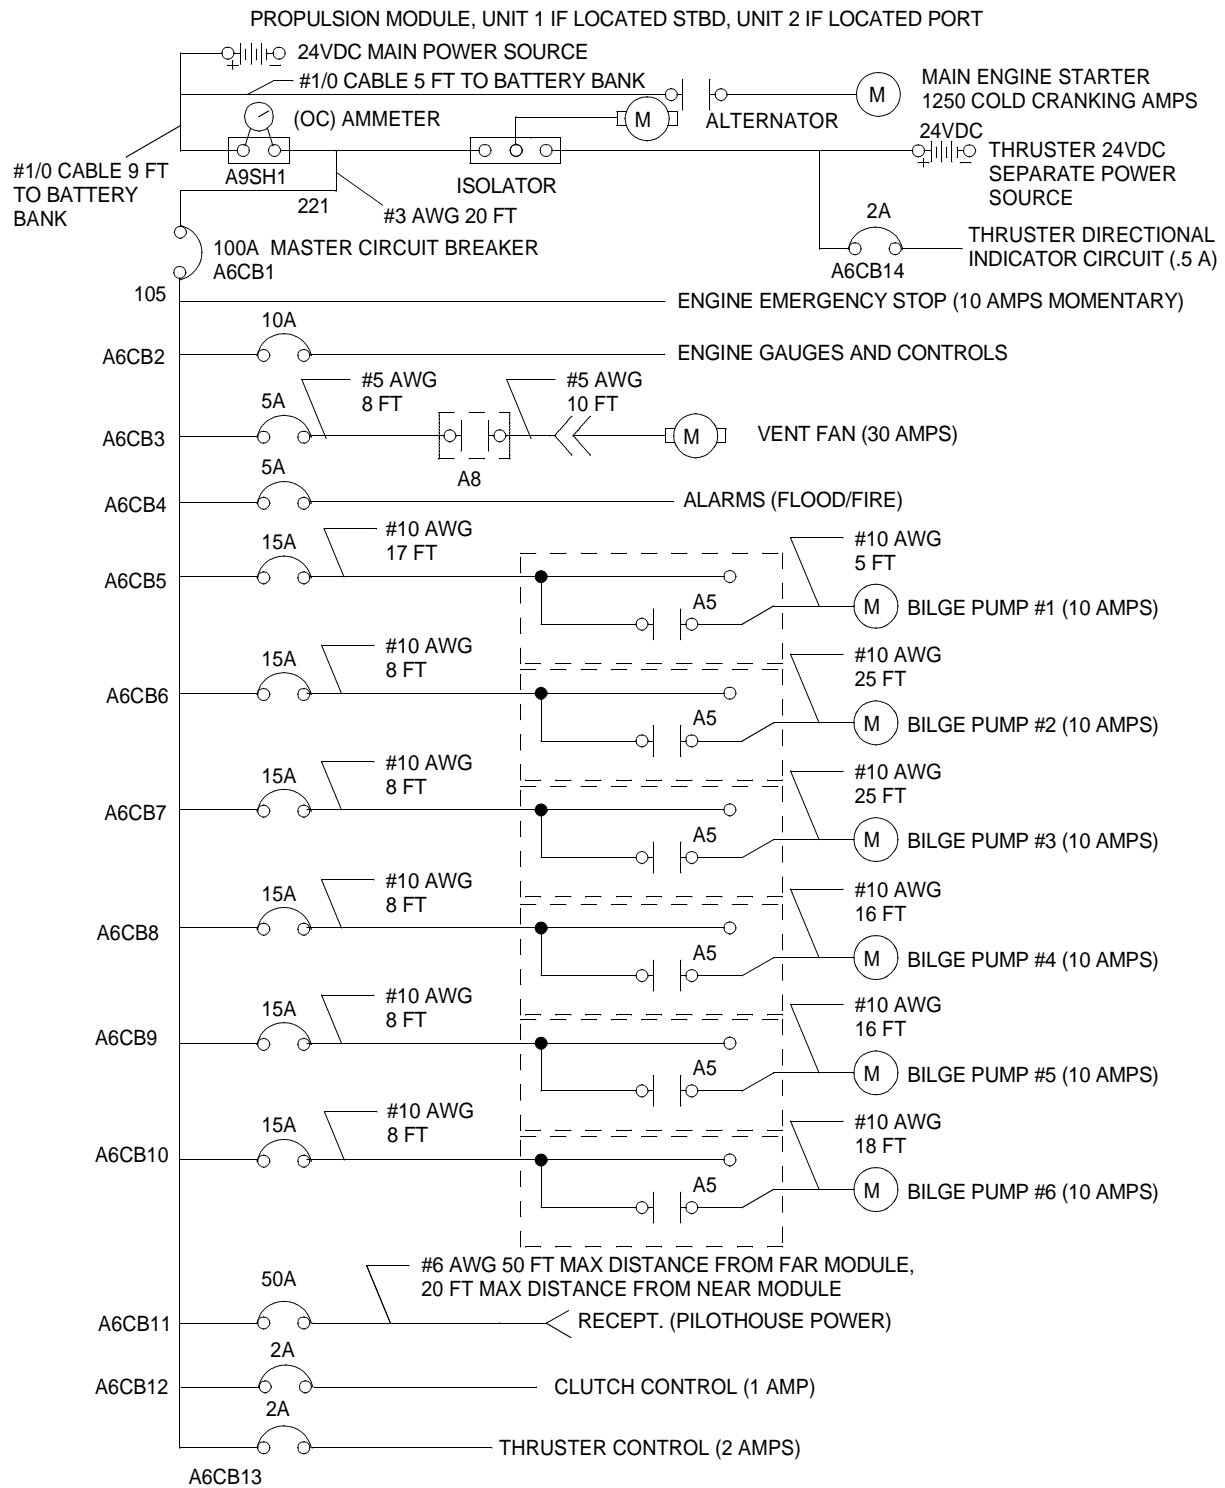 PROPULSION MODULE, UNIT 1 IF LOCATED STBD, UNIT 2 IF LOCATED PORT
24VDC MAIN POWER SOURCE
+ −
#1/0 CABLE 5 FT TO BATTERY BANK
MAIN ENGINE STARTER
1250 COLD CRANKING AMPS
M
(OC) AMMETER
M
ALTERNATOR
24VDC
+ −
#1/0 CABLE 9 FT
TO BATTERY
BANK
A9SH1
ISOLATOR
THRUSTER 24VDC
SEPARATE POWER
SOURCE
221
#3 AWG 20 FT
2A
100A MASTER CIRCUIT BREAKER
A6CB1
A6CB14
THRUSTER DIRECTIONAL
INDICATOR CIRCUIT (.5 A)
105
ENGINE EMERGENCY STOP (10 AMPS MOMENTARY)
10A
A6CB2
ENGINE GAUGES AND CONTROLS
#5 AWG
8 FT
#5 AWG
10 FT
5A
A6CB3
M
VENT FAN (30 AMPS)
A8
5A
A6CB4
ALARMS (FLOOD/FIRE)
#10 AWG
17 FT
15A
A6CB5
#10 AWG
5 FT
A5
M
BILGE PUMP #1 (10 AMPS)
#10 AWG
8 FT
15A
A6CB6
#10 AWG
25 FT
A5
M
BILGE PUMP #2 (10 AMPS)
#10 AWG
8 FT
15A
A6CB7
#10 AWG
25 FT
A5
M
BILGE PUMP #3 (10 AMPS)
#10 AWG
8 FT
15A
A6CB8
#10 AWG
16 FT
A5
M
BILGE PUMP #4 (10 AMPS)
#10 AWG
8 FT
15A
A6CB9
#10 AWG
16 FT
A5
M
BILGE PUMP #5 (10 AMPS)
#10 AWG
8 FT
15A
A6CB10
#10 AWG
18 FT
A5
M
BILGE PUMP #6 (10 AMPS)
#6 AWG 50 FT MAX DISTANCE FROM FAR MODULE,
20 FT MAX DISTANCE FROM NEAR MODULE
50A
A6CB11
RECEPT. (PILOTHOUSE POWER)
2A
A6CB12
CLUTCH CONTROL (1 AMP)
2A
THRUSTER CONTROL (2 AMPS)
A6CB13